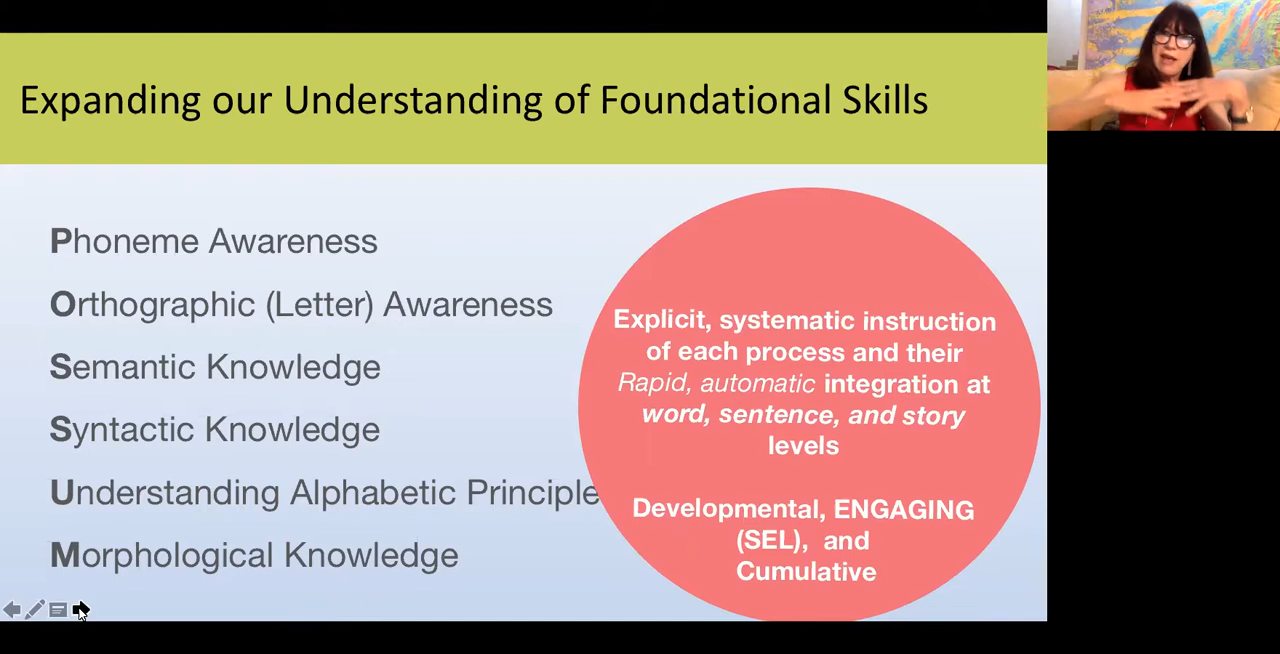 Expanding our Understanding of Foundational Skills
Phoneme Awareness
Orthographic (Letter) Awareness
Semantic Knowledge
Syntactic Knowledge
Understanding Alphabetic Principle
Morphological Knowledge
Explicit, systematic instruction
of each process and their
Rapid, automatic integration at
word, sentence, and story
levels
Developmental, ENGAGING
(SEL), and
Cumulative